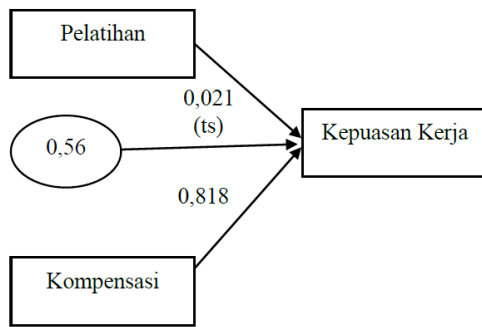 Pelatihan
0,021
(ts)
Kepuasan Kerja
0,56
0,818
Kompensasi